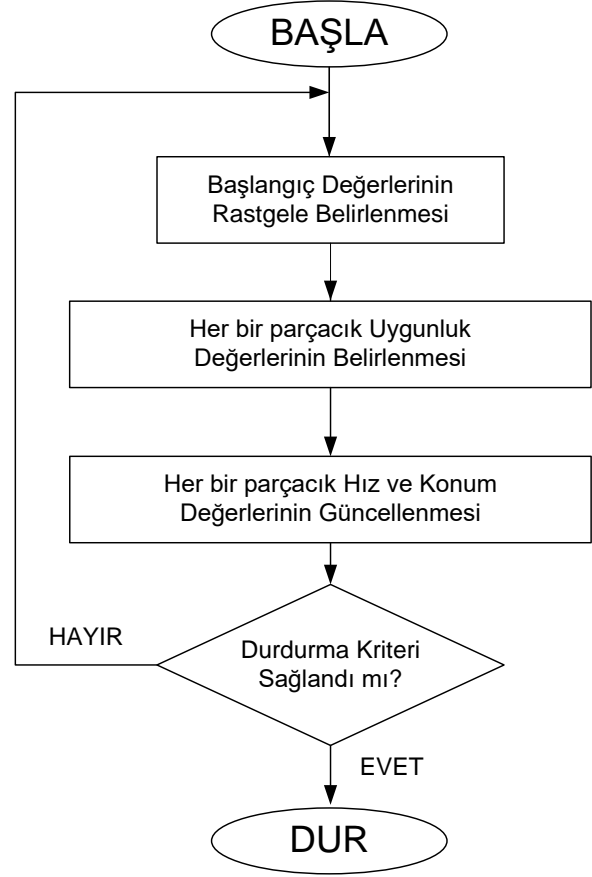 BAŞLA
Başlangıç Değerlerinin
Rastgele Belirlenmesi
Her bir parçacık Uygunluk
Değerlerinin Belirlenmesi
Her bir parçacık Hız ve Konum
Değerlerinin Güncellenmesi
HAYIR
Durdurma Kriteri
Sağlandı mı?
EVET
DUR